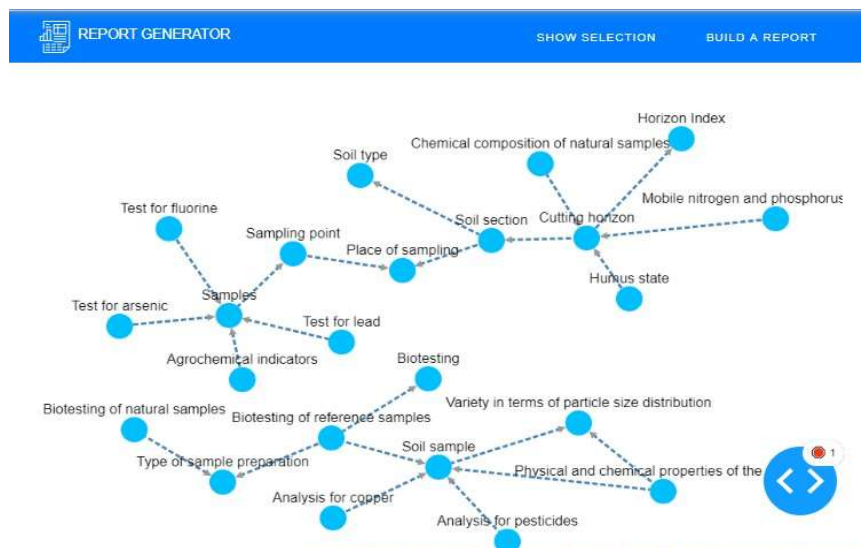 REPORT GENERATOR
SHOW SELECTION
BUILD A REPORT
Horizon Index
Chemical composition of natural samples
Soil type
Mobile nitrogen and phosphorus
Test for fluorine
Soil section
Cutting horizon
Sampling point
Place of sampling
Humus state
Samples
Test for arsenic
Test for lead
Agrochemical indicators
Biotesting
Variety in terms of particle size distribution
Biotesting of natural samples
Biotesting of reference samples
Soil sample
Type of sample preparation
Physical and chemical properties of the
1
Analysis for copper
Analysis for pesticides